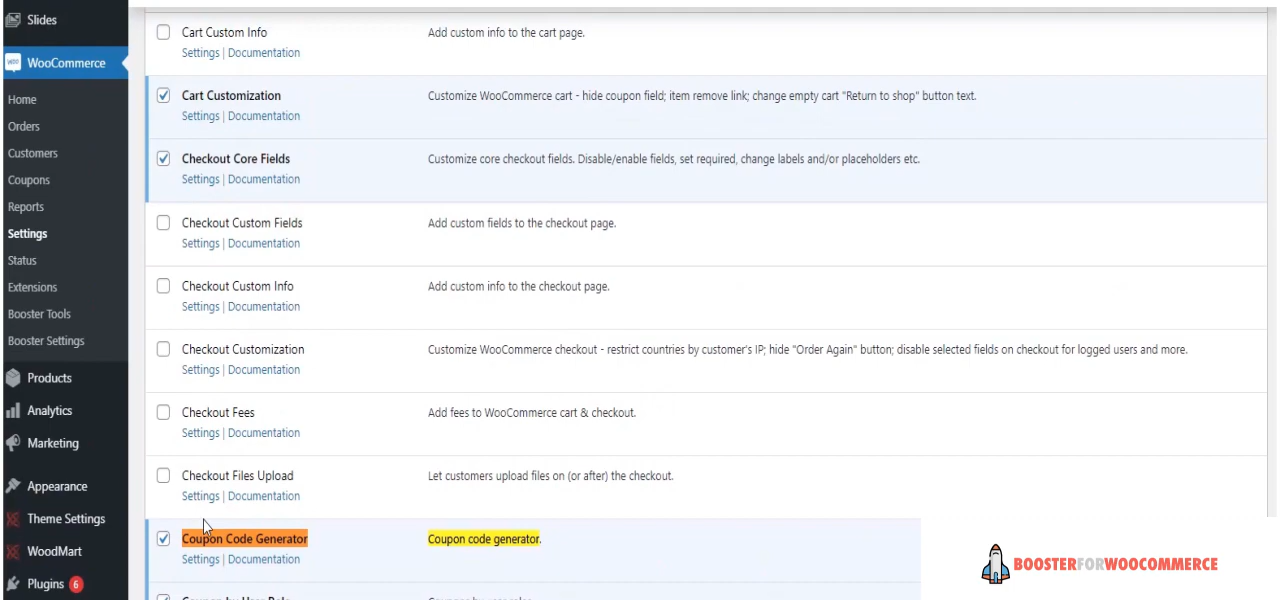 Slides
WooCommerce
Home
Orders
Customers
Coupons
Reports
Settings
Status
Extensions
Booster Tools
Booster Settings
Products
Analytics
Marketing
Appearance
Theme Settings
WoodMart
Plugins 6
Cart Custom Info Add custom info to the cart page.
Settings | Documentation
Cart Customization Customize WooCommerce cart - hide coupon field; item remove link; change empty cart "Return to shop" button text.
Settings | Documentation
Checkout Core Fields Customize core checkout fields. Disable/enable fields, set required, change labels and/or placeholders etc.
Settings | Documentation
Checkout Custom Fields Add custom fields to the checkout page.
Settings | Documentation
Checkout Custom Info Add custom info to the checkout page.
Settings | Documentation
Checkout Customization Customize WooCommerce checkout - restrict countries by customer's IP; hide "Order Again" button; disable selected fields on checkout for logged users and more.
Settings | Documentation
Checkout Fees Add fees to WooCommerce cart & checkout.
Settings | Documentation
Checkout Files Upload Let customers upload files on (or after) the checkout.
Settings | Documentation
Coupon Code Generator Coupon code generator.
Settings | Documentation
BOOSTERFORWOOCOMMERCE